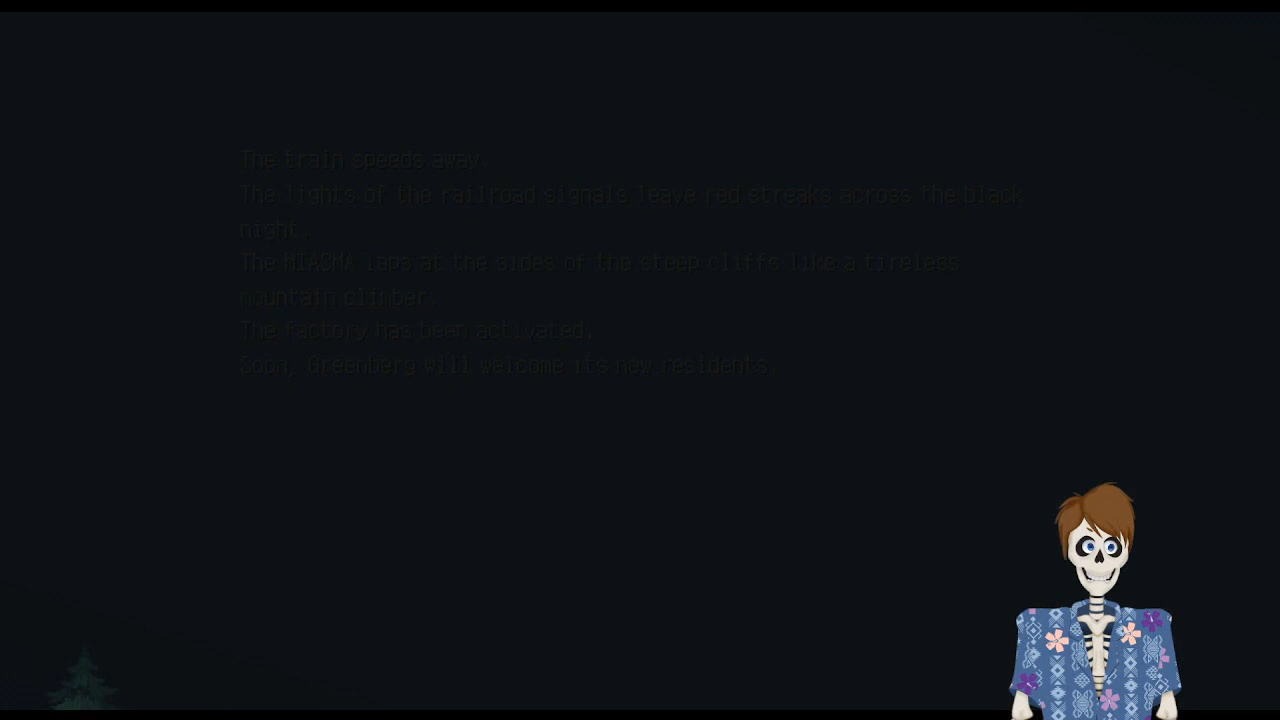 The train speeds away.
The lights of the railroad signals leave red streaks across the black
night.
The MIASMA laps at the sides of the steep cliffs like a tireless
mountain climber.
The factory has been activated.
Soon, Greenberg will welcome its new residents.